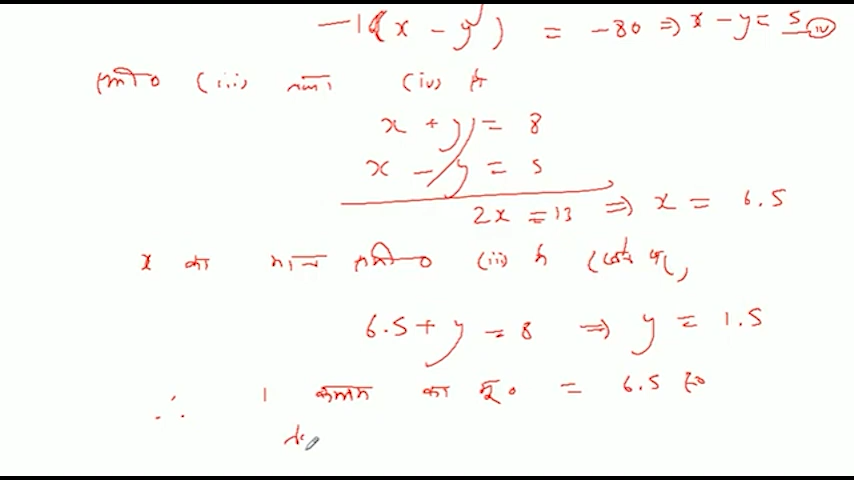 -1(x - y) = -80 ⇒ x - y = 5 (iv)
समी० (iii) तथा (iv) से
x + y = 8
x - y = 5
2x = 13 ⇒ x = 6.5
x का मान समी० (iii) में रखने पर,
6.5 + y = 8 ⇒ y = 1.5
∴ 1 कलम का मू० = 6.5 रु०